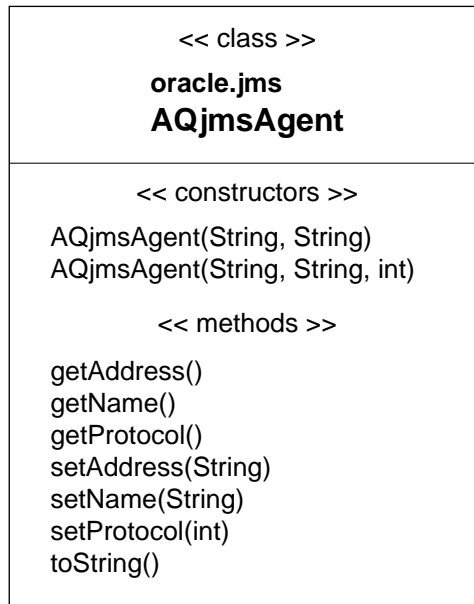 << class >>
oracle.jms
AQjmsAgent
<< constructors >>
AQjmsAgent(String, String)
AQjmsAgent(String, String, int)
<< methods >>
getAddress()
getName()
getProtocol()
setAddress(String)
setName(String)
setProtocol(int)
toString()